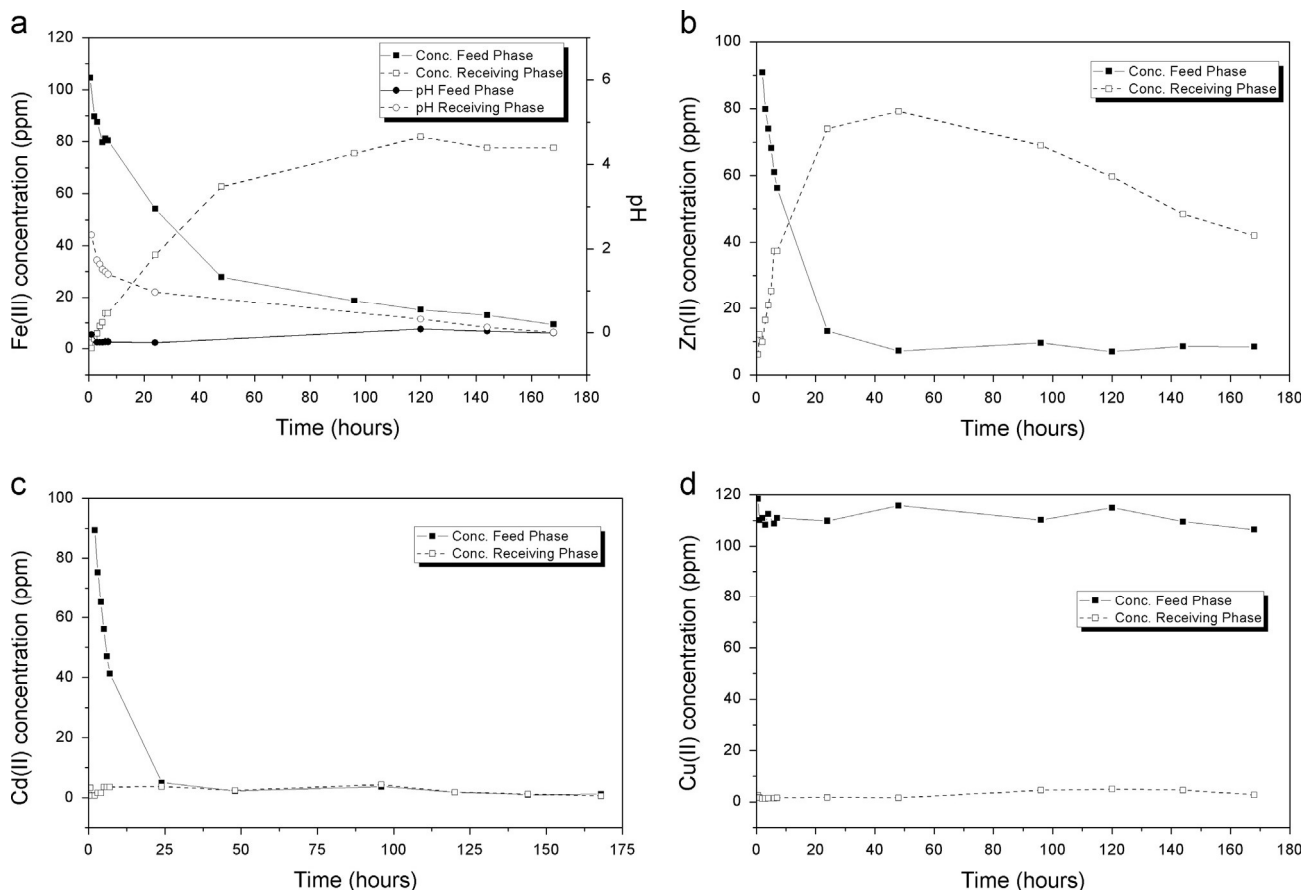 a
Fe(III) concentration (ppm)
120
100
80
60
40
20
0
Conc. Feed Phase
Conc. Receiving Phase
pH Feed Phase
pH Receiving Phase
6
4
2
0
pH
0 20 40 60 80 100 120 140 160 180
Time (hours)
b
Zn(II) concentration (ppm)
100
80
60
40
20
0
Conc. Feed Phase
Conc. Receiving Phase
0 20 40 60 80 100 120 140 160 180
Time (hours)
c
Cd(II) concentration (ppm)
100
80
60
40
20
0
Conc. Feed Phase
Conc. Receiving Phase
0 25 50 75 100 125 150 175
Time (hours)
d
Cu(II) concentration (ppm)
120
100
80
60
40
20
0
Conc. Feed Phase
Conc. Receiving Phase
0 20 40 60 80 100 120 140 160 180
Time (hours)